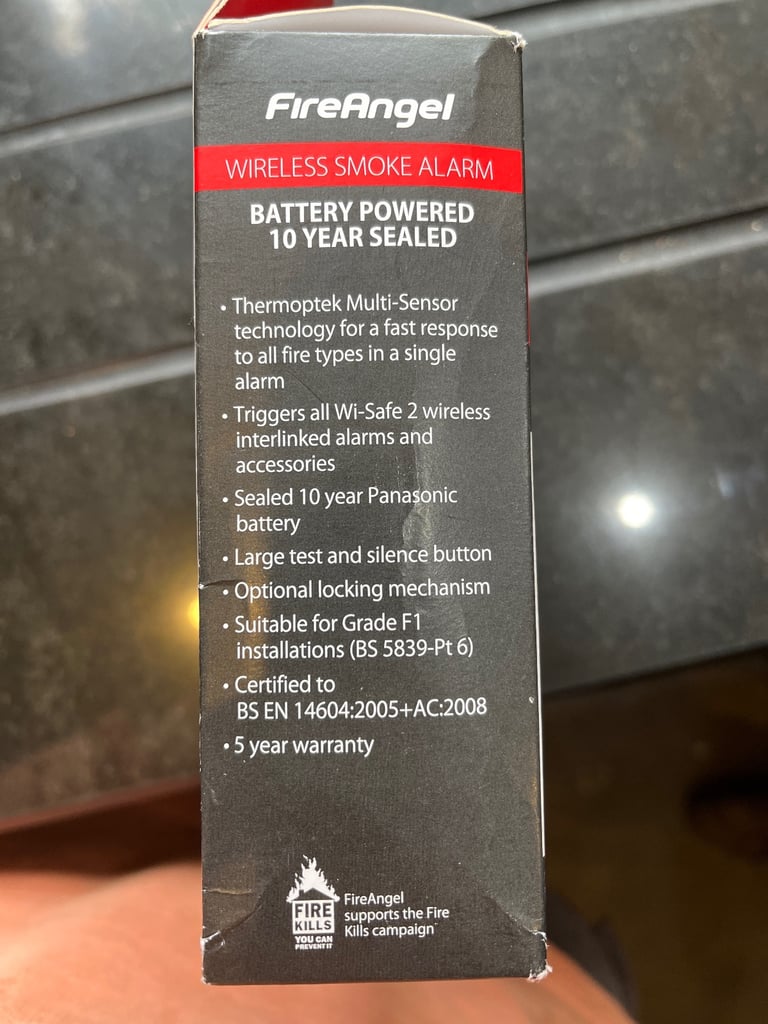 FireAngel
WIRELESS SMOKE ALARM
BATTERY POWERED
10 YEAR SEALED
• Thermoptek Multi-Sensor
technology for a fast response
to all fire types in a single
alarm
• Triggers all Wi-Safe 2 wireless
interlinked alarms and
accessories
• Sealed 10 year Panasonic
battery
• Large test and silence button
• Optional locking mechanism
• Suitable for Grade F1
installations (BS 5839-Pt 6)
• Certified to
BS EN 14604:2005+AC:2008
• 5 year warranty
FIRE
KILLS
YOU CAN
PREVENT IT
FireAngel
supports the Fire
Kills campaign